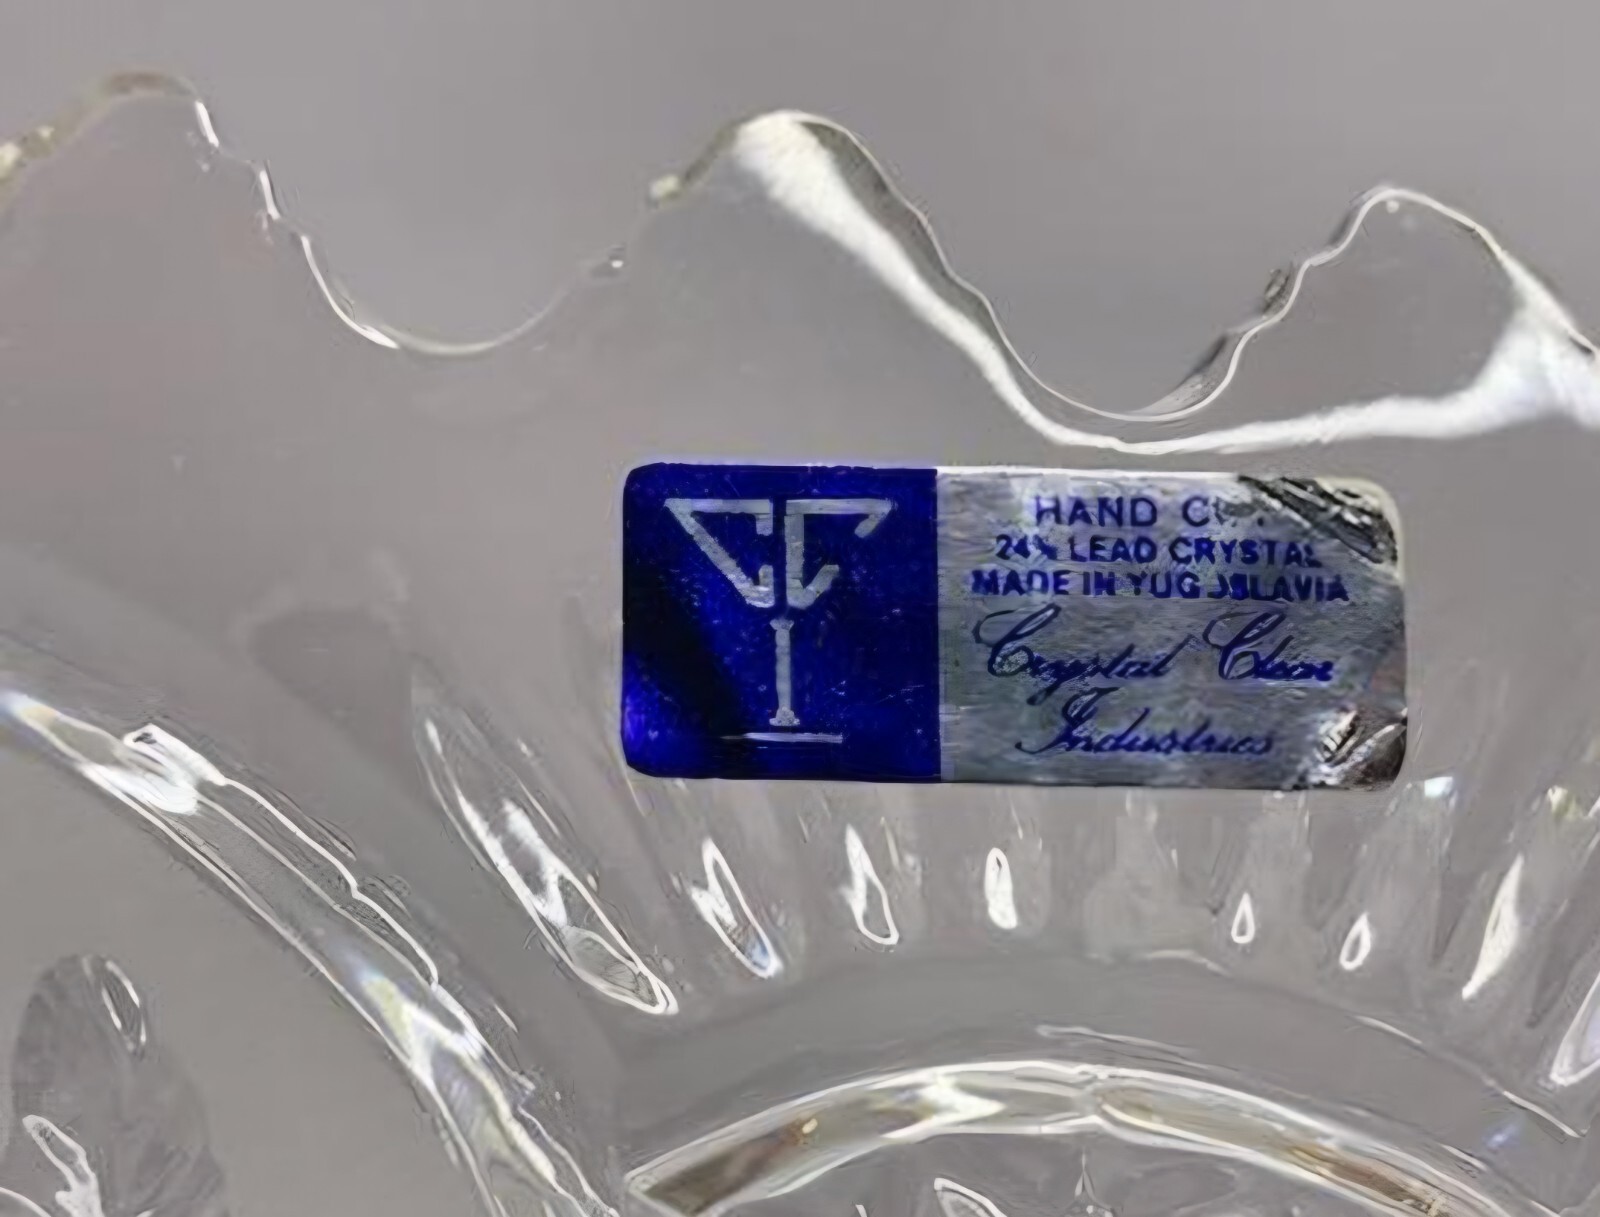 HAND CUT
24% LEAD CRYSTAL
MADE IN YUGOSLAVIA
Crystal Clear
Industries